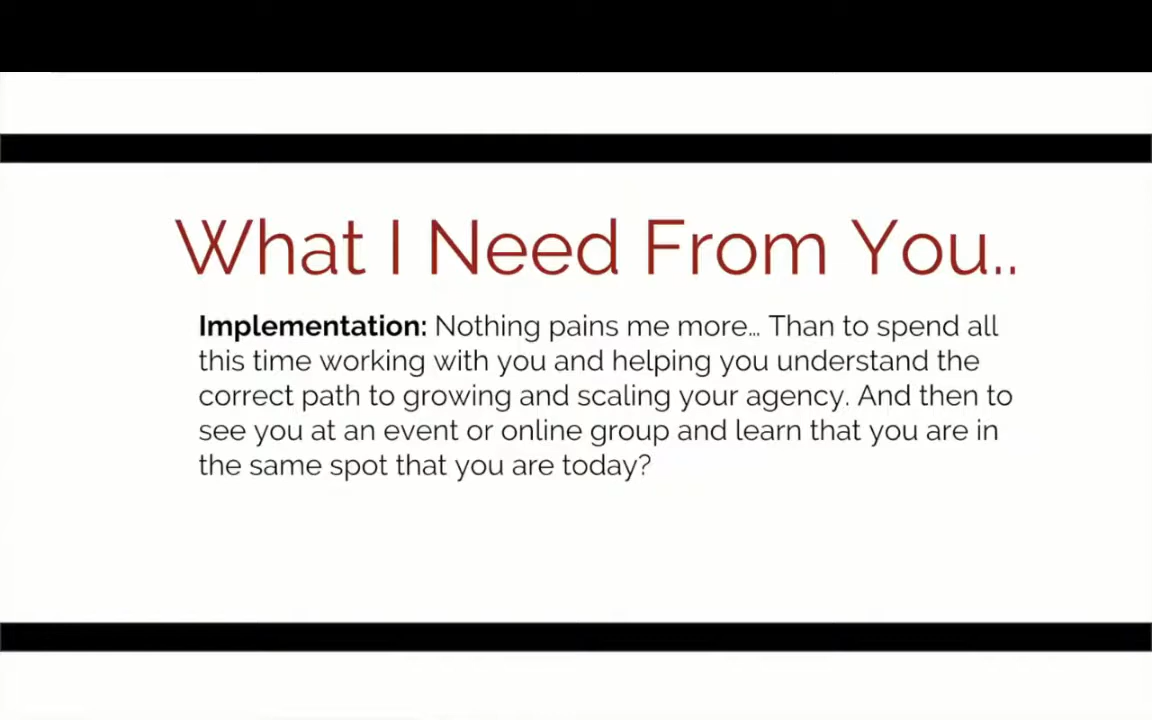 What I Need From You..
Implementation: Nothing pains me more... Than to spend all
this time working with you and helping you understand the
correct path to growing and scaling your agency. And then to
see you at an event or online group and learn that you are in
the same spot that you are today?